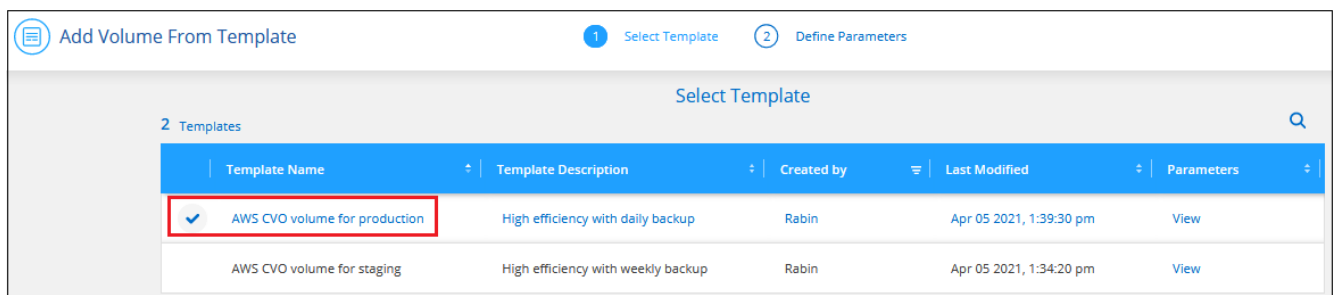 Add Volume From Template
1 Select Template 2 Define Parameters
Select Template
2 Templates
Template Name Template Description Created by Last Modified Parameters
AWS CVO volume for production High efficiency with daily backup Rabin Apr 05 2021, 1:39:30 pm View
AWS CVO volume for staging High efficiency with weekly backup Rabin Apr 05 2021, 1:34:20 pm View